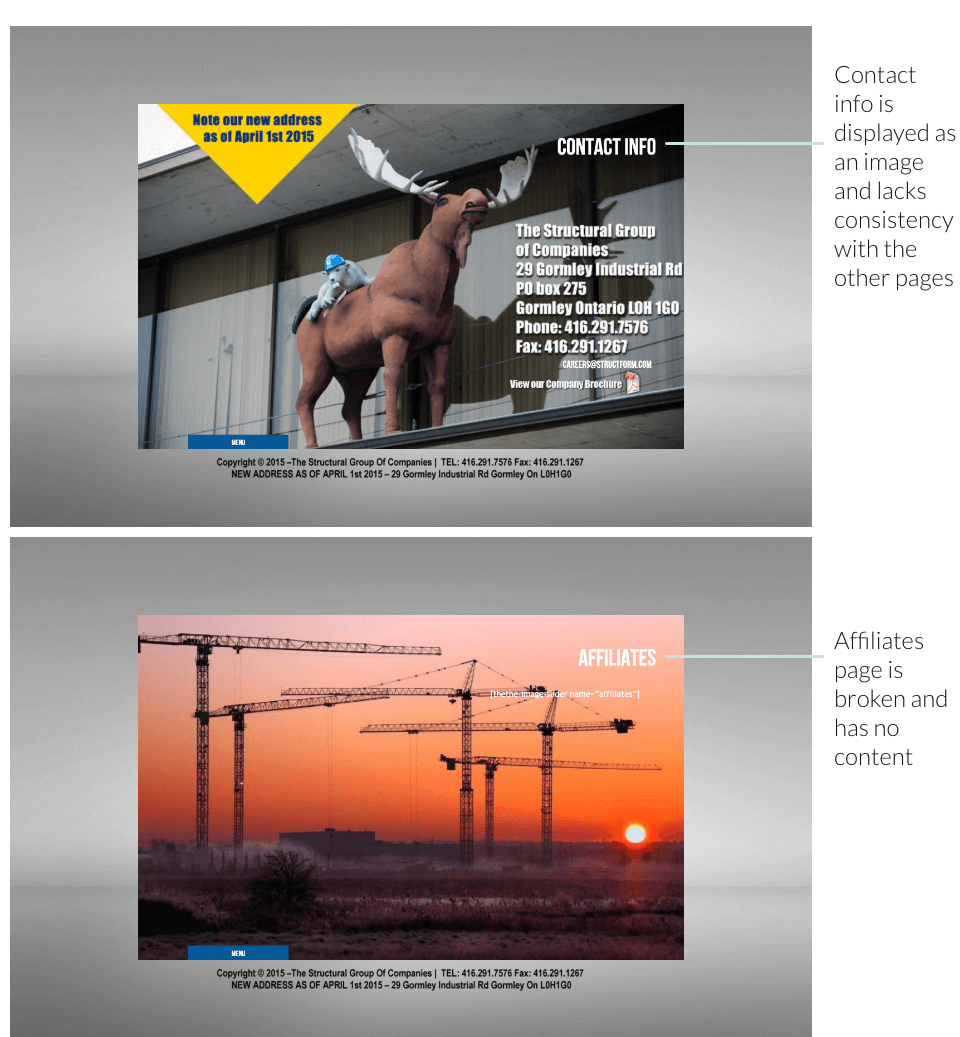 Note our new address
as of April 1st 2015
CONTACT INFO
The Structural Group
of Companies
29 Gormley Industrial Rd
PO box 275
Gormley Ontario L0H 1G0
Phone: 416.291.7576
Fax: 416.291.1267
CAREERS@STRUCTFORM.COM
View our Company Brochure
MENU
Copyright © 2015 –The Structural Group Of Companies | TEL: 416.291.7576 Fax: 416.291.1267
NEW ADDRESS AS OF APRIL 1st 2015 – 29 Gormley Industrial Rd Gormley On L0H1G0
Contact
info is
displayed as
an image
and lacks
consistency
with the
other pages
AFFILIATES
[thethe-image-slider name="affiliates"]
MENU
Copyright © 2015 –The Structural Group Of Companies | TEL: 416.291.7576 Fax: 416.291.1267
NEW ADDRESS AS OF APRIL 1st 2015 – 29 Gormley Industrial Rd Gormley On L0H1G0
Affiliates
page is
broken and
has no
content